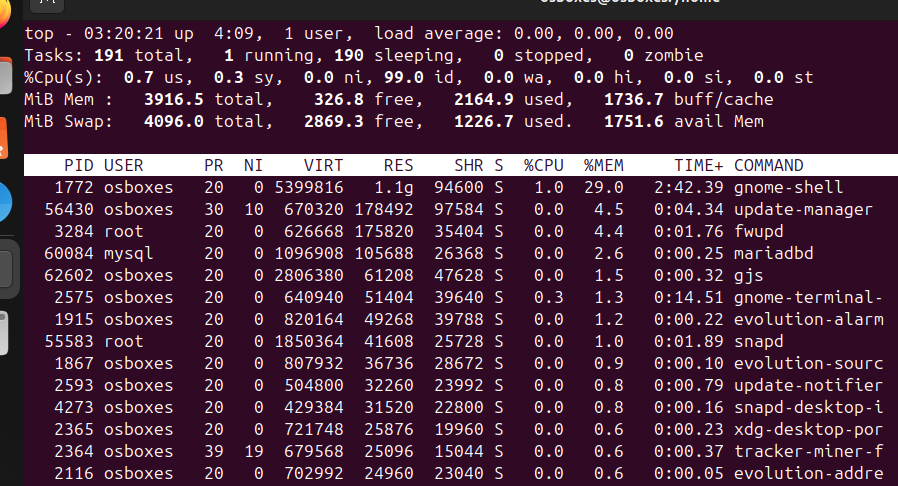 top - 03:20:21 up  4:09,  1 user,  load average: 0.00, 0.00, 0.00
Tasks: 191 total,   1 running, 190 sleeping,   0 stopped,   0 zombie
%Cpu(s):  0.7 us,  0.3 sy,  0.0 ni, 99.0 id,  0.0 wa,  0.0 hi,  0.0 si,  0.0 st
MiB Mem :   3916.5 total,    326.8 free,   2164.9 used,   1736.7 buff/cache
MiB Swap:   4096.0 total,   2869.3 free,   1226.7 used.   1751.6 avail Mem
PID USER PR NI VIRT RES SHR S %CPU %MEM TIME+ COMMAND
1772 osboxes 20 0 5399816 1.1g 94600 S 1.0 29.0 2:42.39 gnome-shell
56430 osboxes 30 10 670320 178492 97584 S 0.0 4.5 0:04.34 update-manager
3284 root 20 0 626668 175820 35404 S 0.0 4.4 0:01.76 fwupd
60084 mysql 20 0 1096908 105688 26368 S 0.0 2.6 0:00.25 mariadbd
62602 osboxes 20 0 2806380 61208 47628 S 0.0 1.5 0:00.32 gjs
2575 osboxes 20 0 640940 51404 39640 S 0.3 1.3 0:14.51 gnome-terminal-
1915 osboxes 20 0 820164 49268 39788 S 0.0 1.2 0:00.22 evolution-alarm
55583 root 20 0 1850364 41608 25728 S 0.0 1.0 0:01.89 snapd
1867 osboxes 20 0 807932 36736 28672 S 0.0 0.9 0:00.10 evolution-sourc
2593 osboxes 20 0 504800 32260 23992 S 0.0 0.8 0:00.79 update-notifier
4273 osboxes 20 0 429384 31520 22800 S 0.0 0.8 0:00.16 snapd-desktop-i
2365 osboxes 20 0 721748 25876 19960 S 0.0 0.6 0:00.23 xdg-desktop-por
2364 osboxes 39 19 679568 25096 15044 S 0.0 0.6 0:00.37 tracker-miner-f
2116 osboxes 20 0 702992 24960 23040 S 0.0 0.6 0:00.05 evolution-addre